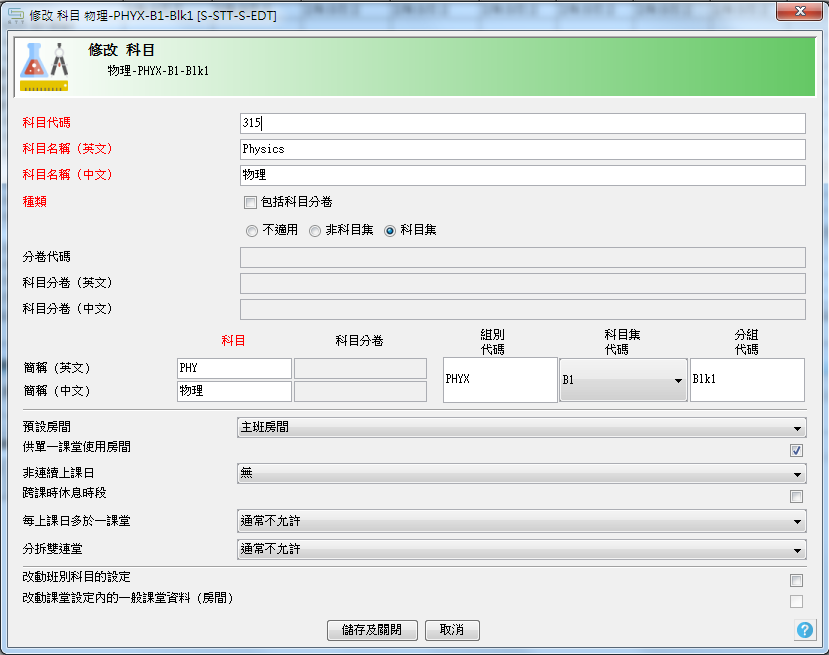 修改 科目 物理-PHYX-B1-Blk1 [S-STT-S-EDT]
修改 科目
物理-PHYX-B1-Blk1
科目代碼 315
科目名稱（英文） Physics
科目名稱（中文） 物理
種類 包括科目分卷
不適用 非科目集 科目集
分卷代碼
科目分卷（英文）
科目分卷（中文）
科目 科目分卷 組別代碼 科目集代碼 分組代碼
簡稱（英文） PHY
PHYX B1 Blk1
簡稱（中文） 物理
預設房間 主班房間
供單一課堂使用房間
非連續上課日 無
跨課時休息時段
每上課日多於一課堂 通常不允許
分拆雙連堂 通常不允許
改動班別科目的設定
改動課堂設定內的一般課堂資料（房間）
儲存及關閉 取消